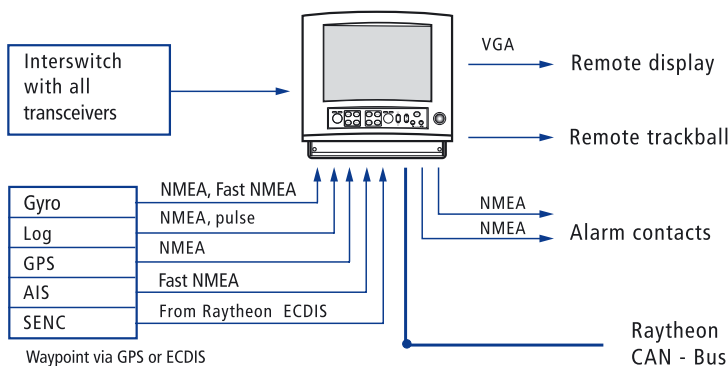 Interswitch
with all
transceivers
VGA
Remote display
Remote trackball
Gyro
NMEA, Fast NMEA
Log
NMEA, pulse
GPS
NMEA
AIS
Fast NMEA
SENC
From Raytheon ECDIS
NMEA
NMEA
Alarm contacts
Raytheon
CAN - Bus
Waypoint via GPS or ECDIS